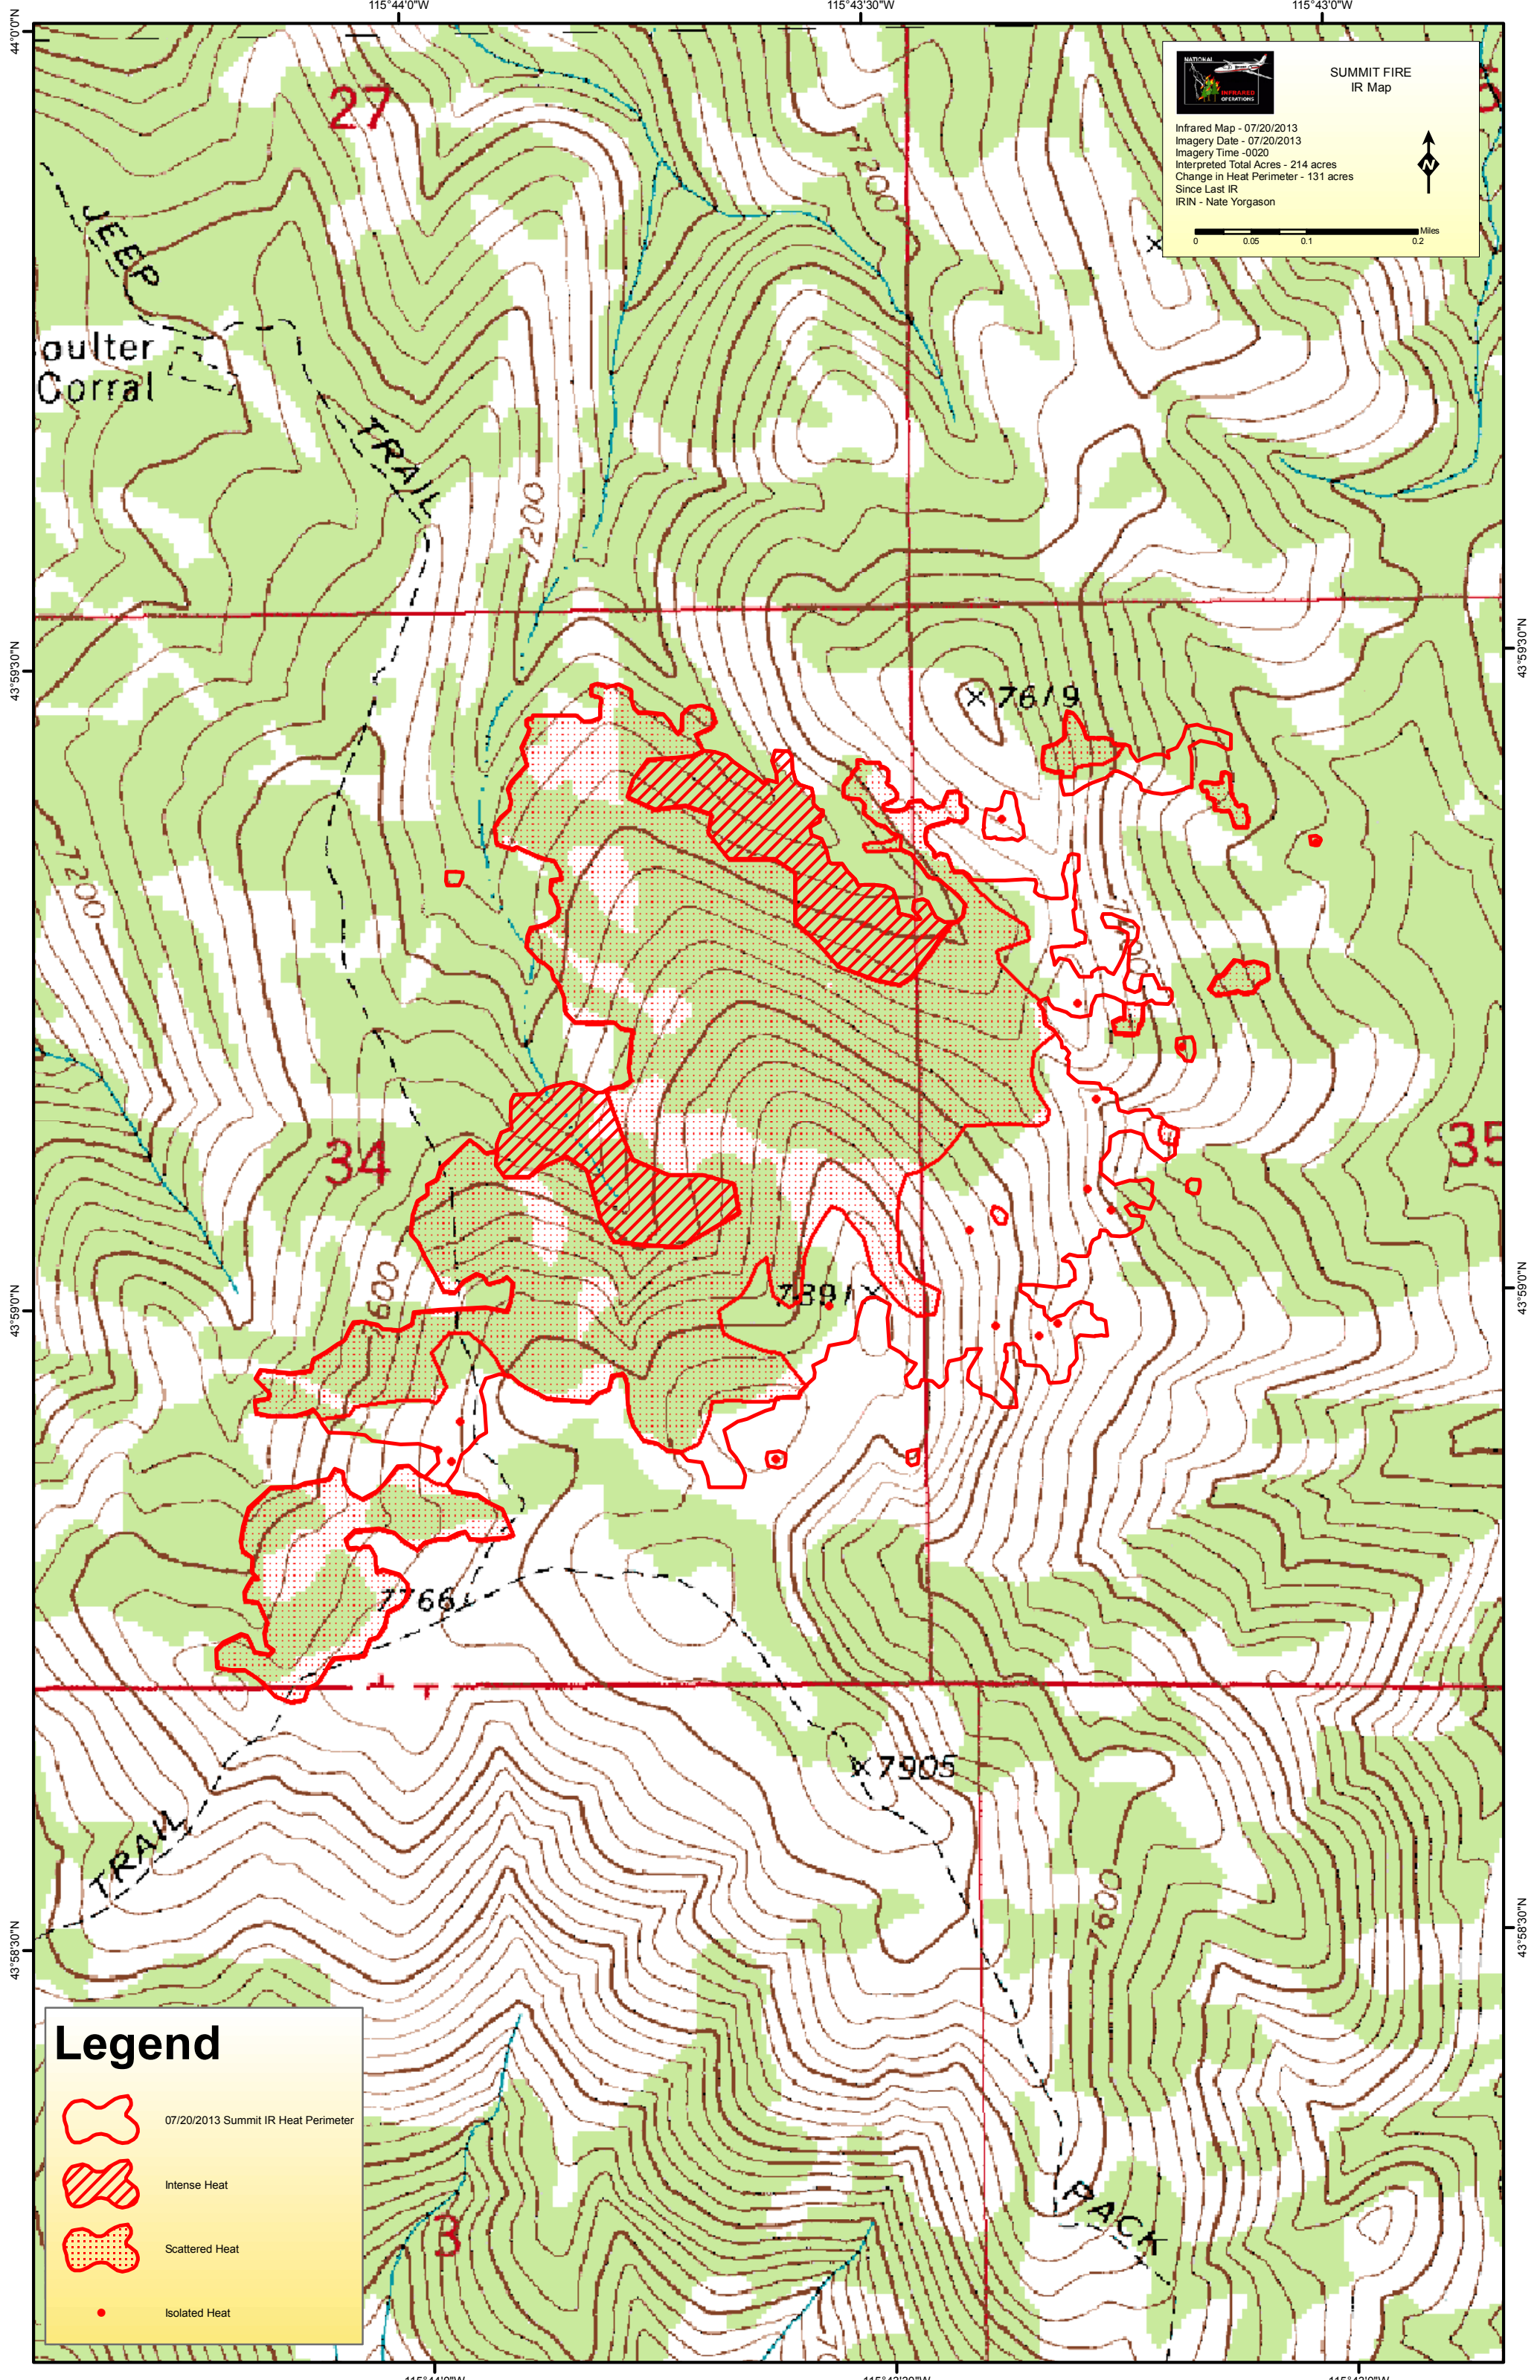 115°44'0"W
115°43'30"W
115°43'0"W
44°0'0"N
27
NATIONAL
INFRARED
OPERATIONS
SUMMIT FIRE
IR Map
Infrared Map - 07/20/2013
Imagery Date - 07/20/2013
Imagery Time -0020
Interpreted Total Acres - 214 acres
Change in Heat Perimeter - 131 acres
Since Last IR
IRIN - Nate Yorgason
N
Miles
0 0.05 0.1 0.2
7200
JEEP
oulter
Corral
TRAIL
7200
43°59'30"N
43°59'30"N
7200
34
35
7600
43°59'0"N
43°59'0"N
7766
7905
TRAIL
7600
43°58'30"N
43°58'30"N
Legend
07/20/2013 Summit IR Heat Perimeter
Intense Heat
Scattered Heat
Isolated Heat
3
PACK